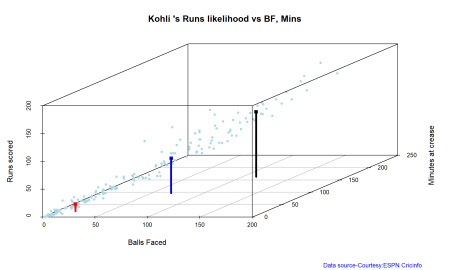 Kohli 's Runs likelihood vs BF, Mins
Runs scored
200
150
100
50
0
0 50 100 150 200
Balls Faced
0
50
100
150
200
250
Minutes at crease
Data source-Courtesy:ESPN Cricinfo